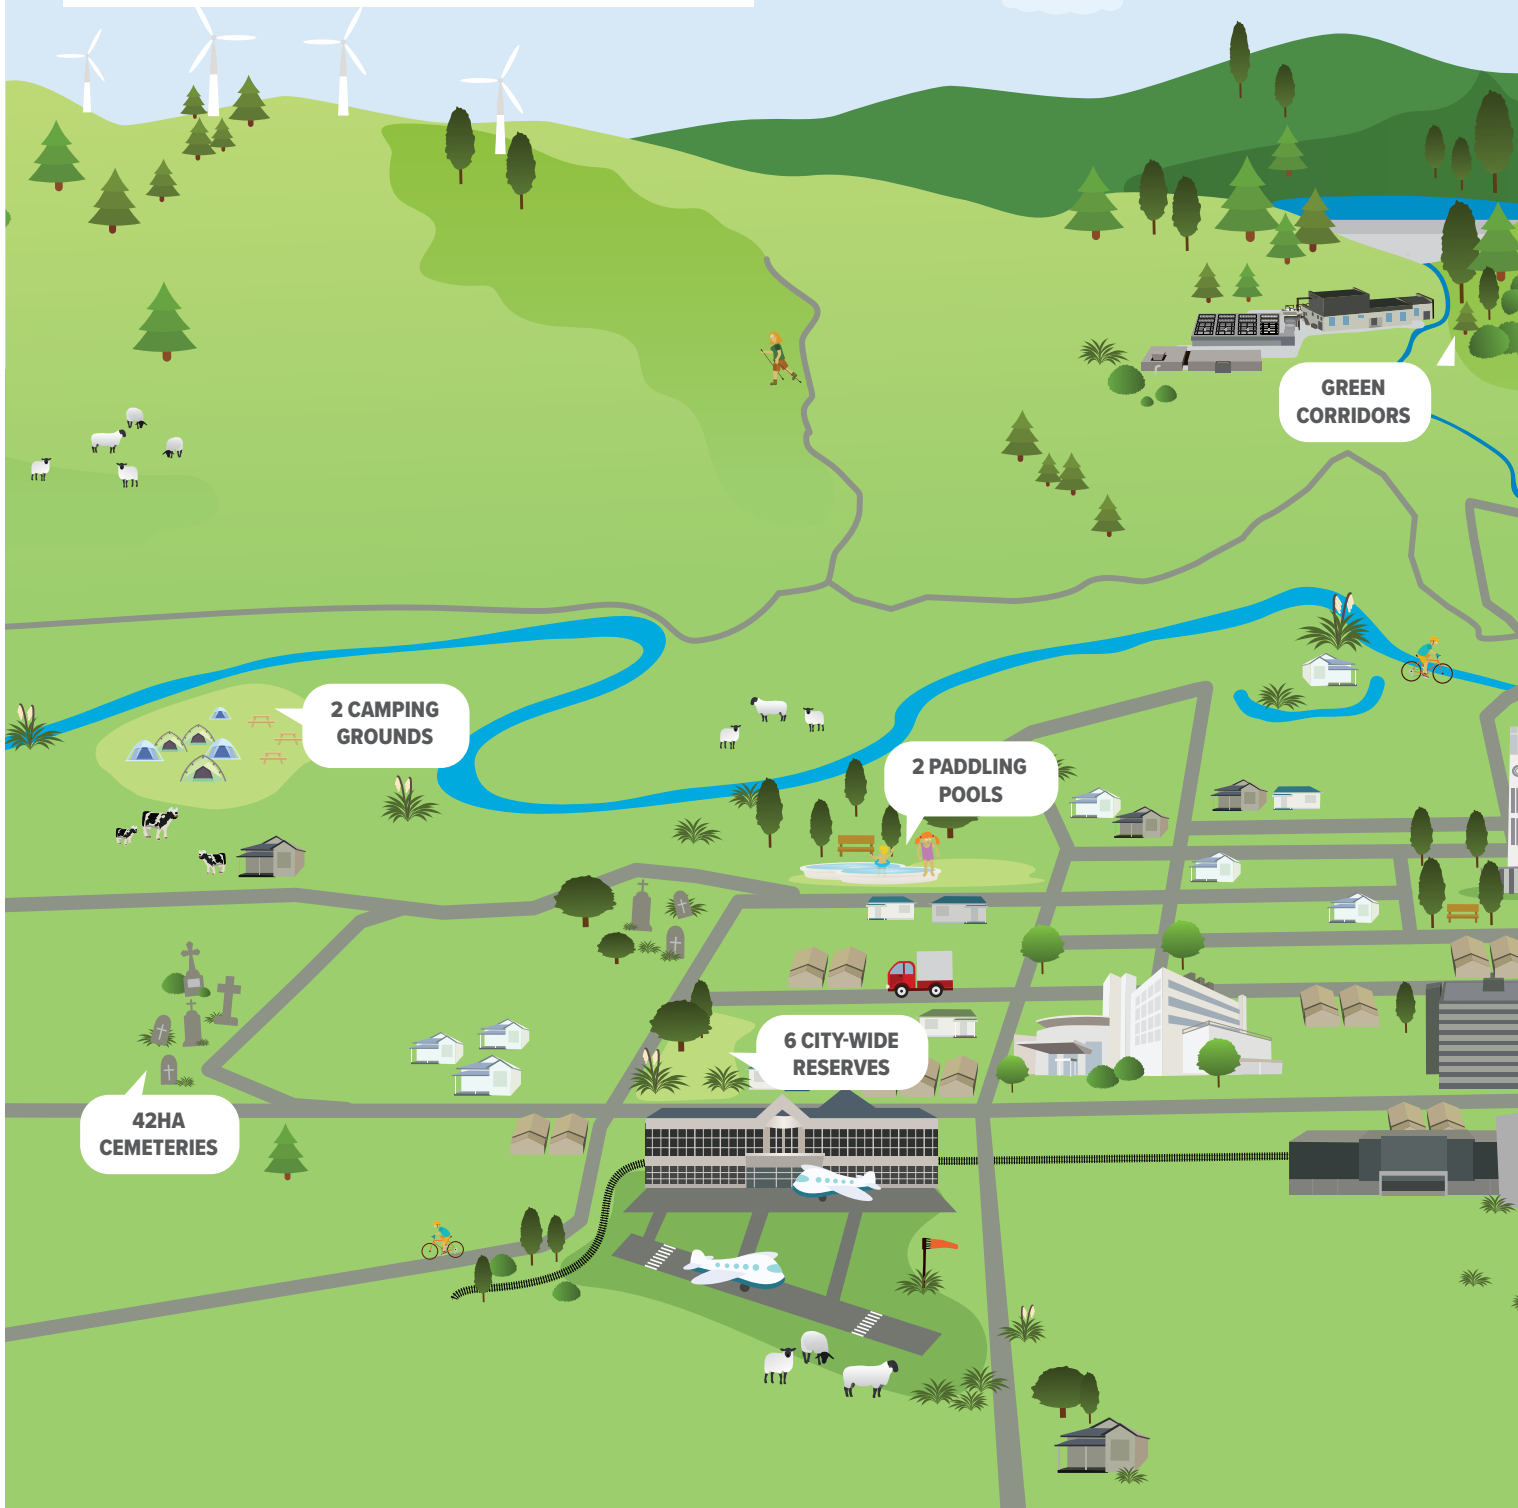 GREEN
CORRIDORS
2 CAMPING
GROUNDS
2 PADDLING
POOLS
6 CITY-WIDE
RESERVES
42HA
CEMETERIES